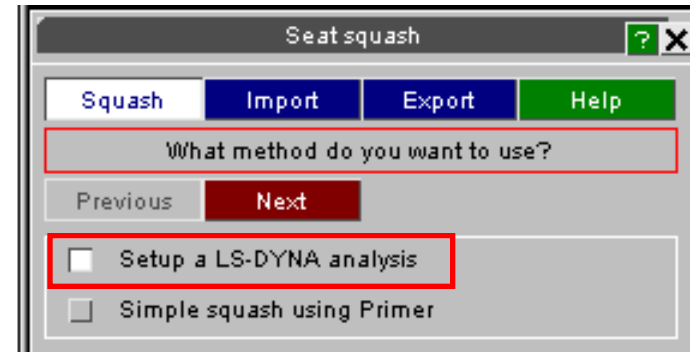 Seat squash ? X
Squash Import Export Help
What method do you want to use?
Previous Next
Setup a LS-DYNA analysis
Simple squash using Primer